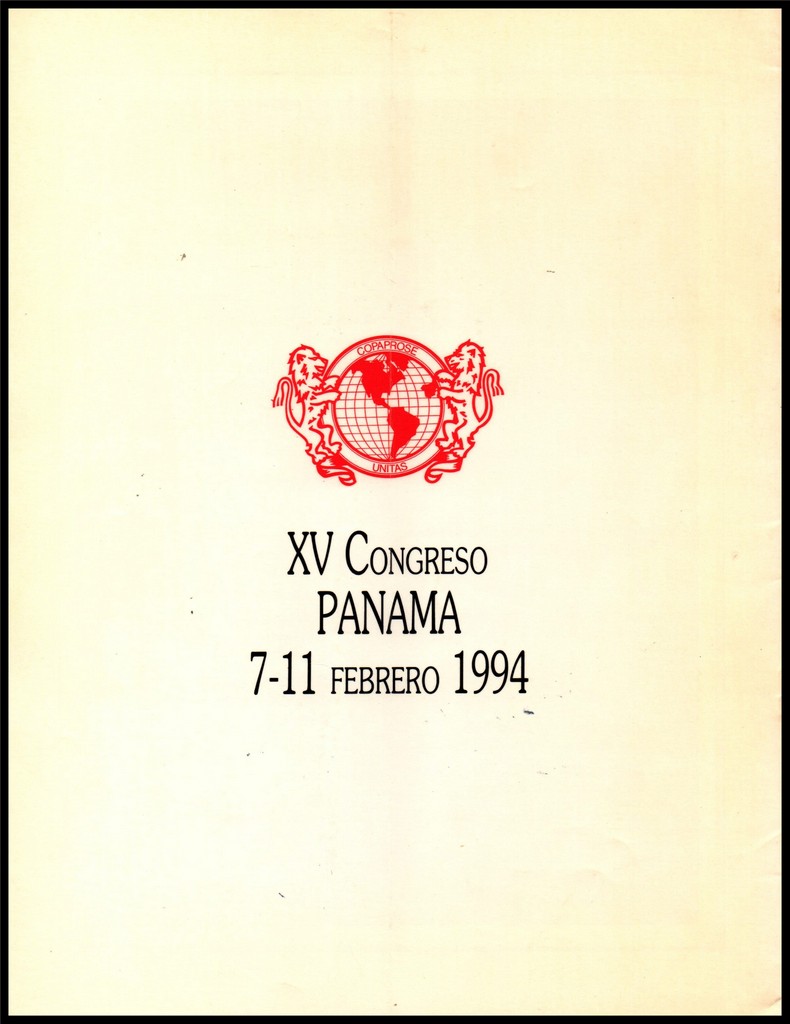 COPAPROSE
UNITAS
XV CONGRESO
PANAMA
7-11 FEBRERO 1994